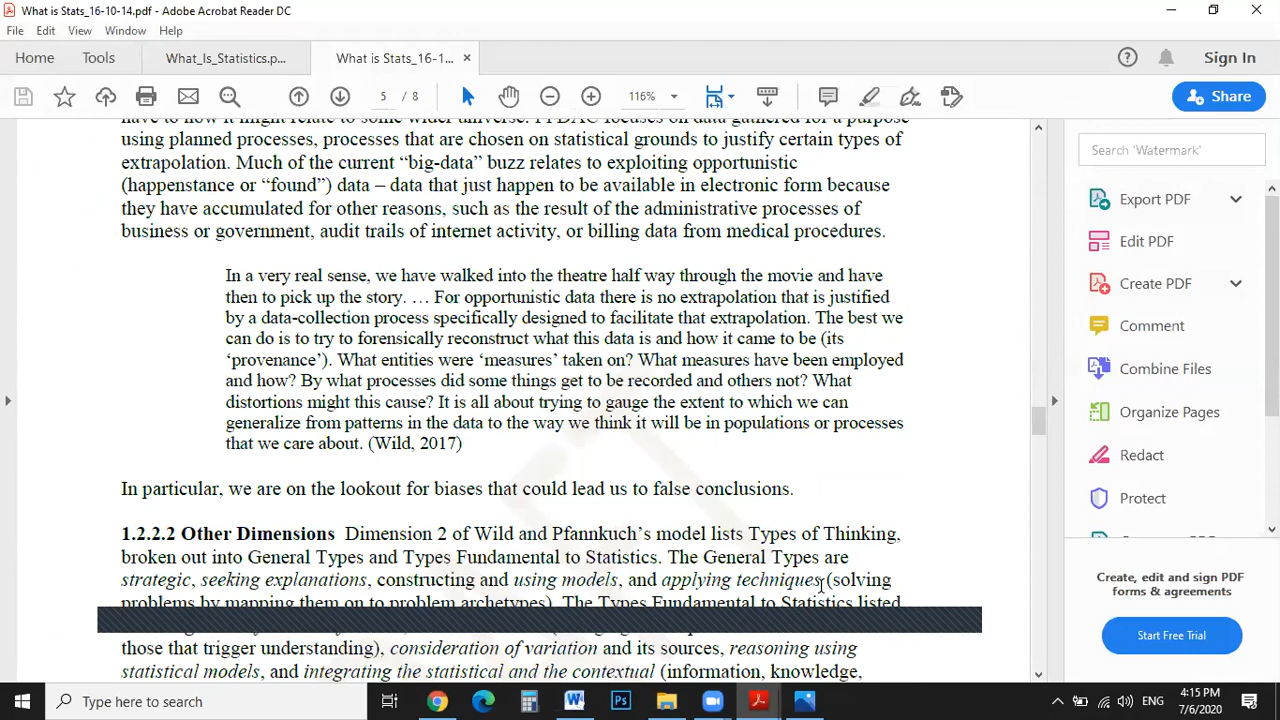 What is Stats_16-10-14.pdf - Adobe Acrobat Reader DC
File Edit View Window Help
Home Tools What_Is_Statistics.p... What is Stats_16-1... ×
Sign In
5 / 8 116% Share
using planned processes, processes that are chosen on statistical grounds to justify certain types of
extrapolation. Much of the current “big-data” buzz relates to exploiting opportunistic
(happenstance or “found”) data – data that just happen to be available in electronic form because
they have accumulated for other reasons, such as the result of the administrative processes of
business or government, audit trails of internet activity, or billing data from medical procedures.
In a very real sense, we have walked into the theatre half way through the movie and have
then to pick up the story. … For opportunistic data there is no extrapolation that is justified
by a data-collection process specifically designed to facilitate that extrapolation. The best we
can do is to try to forensically reconstruct what this data is and how it came to be (its
‘provenance’). What entities were ‘measures’ taken on? What measures have been employed
and how? By what processes did some things get to be recorded and others not? What
distortions might this cause? It is all about trying to gauge the extent to which we can
generalize from patterns in the data to the way we think it will be in populations or processes
that we care about. (Wild, 2017)
In particular, we are on the lookout for biases that could lead us to false conclusions.
1.2.2.2 Other Dimensions Dimension 2 of Wild and Pfannkuch’s model lists Types of Thinking,
broken out into General Types and Types Fundamental to Statistics. The General Types are
strategic, seeking explanations, constructing and using models, and applying techniques (solving
problems by mapping them on to problem archetypes). The Types Fundamental to Statistics listed
those that trigger understanding), consideration of variation and its sources, reasoning using
statistical models, and integrating the statistical and the contextual (information, knowledge,
Search 'Watermark'
Export PDF
Edit PDF
Create PDF
Comment
Combine Files
Organize Pages
Redact
Protect
Create, edit and sign PDF
forms & agreements
Start Free Trial
Type here to search
ENG
4:15 PM
7/6/2020